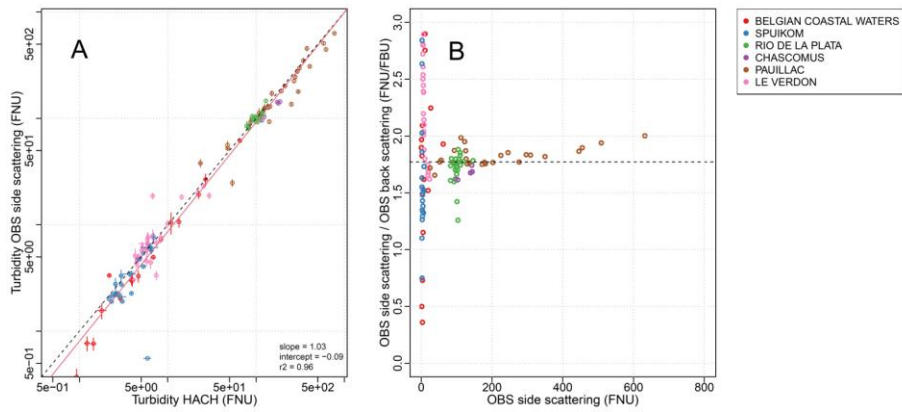 A
5e+02
5e+01
5e+00
5e−01
Turbidity OBS side scattering (FNU)
slope = 1.03
intercept = −0.09
r2 = 0.96
5e−01 5e+00 5e+01 5e+02
Turbidity HACH (FNU)
B
3.0
2.5
2.0
1.5
1.0
0.5
0.0
OBS side scattering / OBS back scattering (FNU/FBU)
0 200 400 600 800
OBS side scattering (FNU)
BELGIAN COASTAL WATERS
SPUIKOM
RIO DE LA PLATA
CHASCOMUS
PAUILLAC
LE VERDON